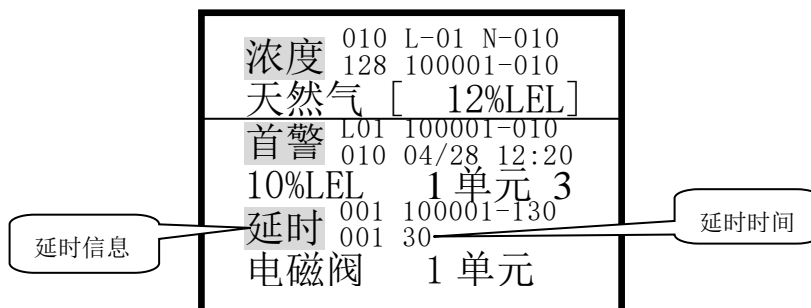 浓度 010 L-01 N-010
128 100001-010
天然气 [ 12%LEL]
首警 L01 100001-010
010 04/28 12:20
10%LEL 1单元 3
延时 001 100001-130
001 30
电磁阀 1单元
延时信息
延时时间